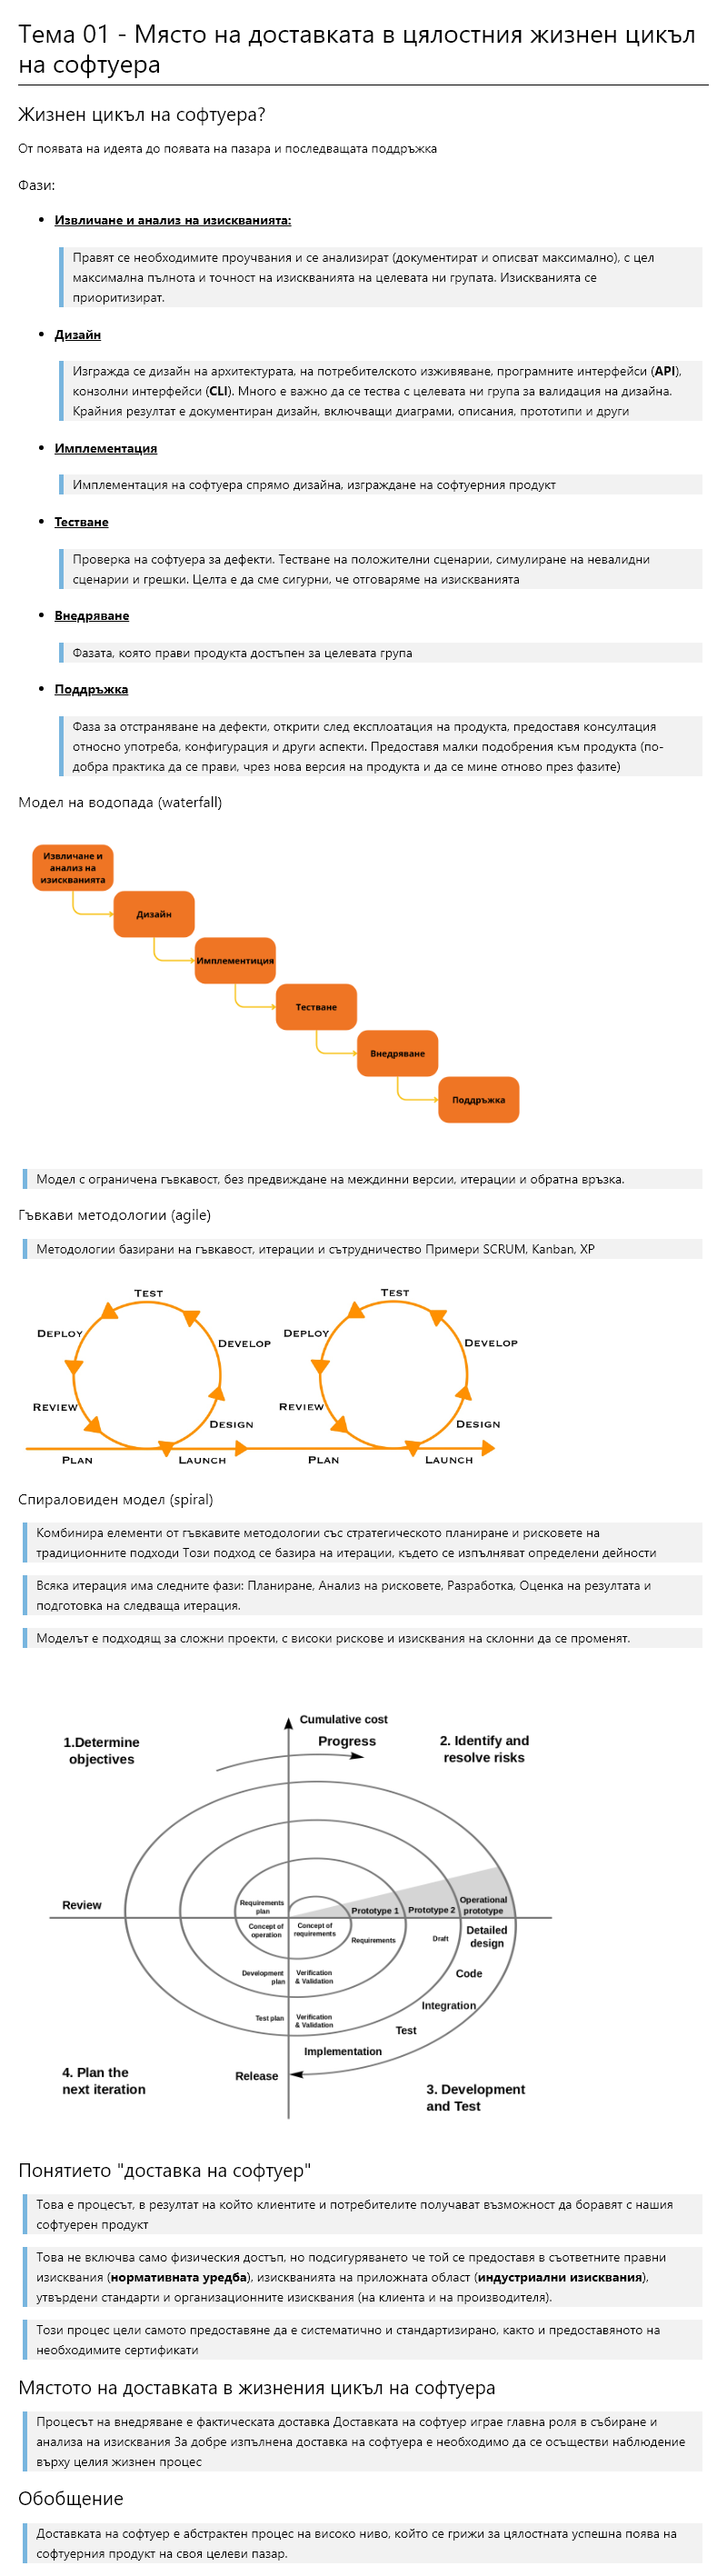 Тема 01 - Място на доставката в цялостния жизнен цикъл
на софтуера
Жизнен цикъл на софтуера?
От появата на идеята до появата на пазара и последващата поддръжка
Фази:
Извличане и анализ на изискванията:
Правят се необходимите проучвания и се анализират (документират и описват максимално), с цел
максимална пълнота и точност на изискванията на целевата ни групата. Изискванията се
приоритизират.
Дизайн
Изгражда се дизайн на архитектурата, на потребителското изживяване, програмните интерфейси (API),
конзолни интерфейси (CLI). Много е важно да се тества с целевата ни група за валидация на дизайна.
Крайния резултат е документиран дизайн, включващи диаграми, описания, прототипи и други
Имплементация
Имплементация на софтуера спрямо дизайна, изграждане на софтуерния продукт
Тестване
Проверка на софтуера за дефекти. Тестване на положителни сценарии, симулиране на невалидни
сценарии и грешки. Целта е да сме сигурни, че отговаряме на изискванията
Внедряване
Фазата, която прави продукта достъпен за целевата група
Поддръжка
Фаза за отстраняване на дефекти, открити след експлоатация на продукта, предоставя консултация
относно употреба, конфигурация и други аспекти. Предоставя малки подобрения към продукта (по-
добра практика да се прави, чрез нова версия на продукта и да се мине отново през фазите)
Модел на водопада (waterfall)
Извличане и
анализ на
изискванията
Дизайн
Имплементиция
Тестване
Внедряване
Поддръжка
Модел с ограничена гъвкавост, без предвиждане на междинни версии, итерации и обратна връзка.
Гъвкави методологии (agile)
Методологии базирани на гъвкавост, итерации и сътрудничество Примери SCRUM, Kanban, XP
TEST
DEPLOY
DEVELOP
REVIEW
DESIGN
PLAN
LAUNCH
TEST
DEPLOY
DEVELOP
REVIEW
DESIGN
PLAN
LAUNCH
Спираловиден модел (spiral)
Комбинира елементи от гъвкавите методологии със стратегическото планиране и рисковете на
традиционните подходи Този подход се базира на итерации, където се изпълняват определени дейности
Всяка итерация има следните фази: Планиране, Анализ на рисковете, Разработка, Оценка на резултата и
подготовка на следваща итерация.
Моделът е подходящ за сложни проекти, с високи рискове и изисквания на склонни да се променят.
Cumulative cost
Progress
1.Determine
objectives
2. Identify and
resolve risks
Review
Requirements
plan
Prototype 1
Prototype 2
Operational
prototype
Concept of
operation
Concept of
requirements
Requirements
Draft
Detailed
design
Development
plan
Verification
& Validation
Code
Test plan
Verification
& Validation
Integration
Test
Implementation
Release
4. Plan the
next iteration
3. Development
and Test
Понятието "доставка на софтуер"
Това е процесът, в резултат на който клиентите и потребителите получават възможност да боравят с нашия
софтуерен продукт
Това не включва само физическия достъп, но подсигуряването че той се предоставя в съответните правни
изисквания (нормативната уредба), изискванията на приложната област (индустриални изисквания),
утвърдени стандарти и организационните изисквания (на клиента и на производителя).
Този процес цели самото предоставяне да е систематично и стандартизирано, както и предоставяното на
необходимите сертификати
Мястото на доставката в жизнения цикъл на софтуера
Процесът на внедряване е фактическата доставка Доставката на софтуер играе главна роля в събиране и
анализа на изисквания За добре изпълнена доставка на софтуера е необходимо да се осъществи наблюдение
върху целия жизнен процес
Обобщение
Доставката на софтуер е абстрактен процес на високо ниво, който се грижи за цялостната успешна поява на
софтуерния продукт на своя целеви пазар.